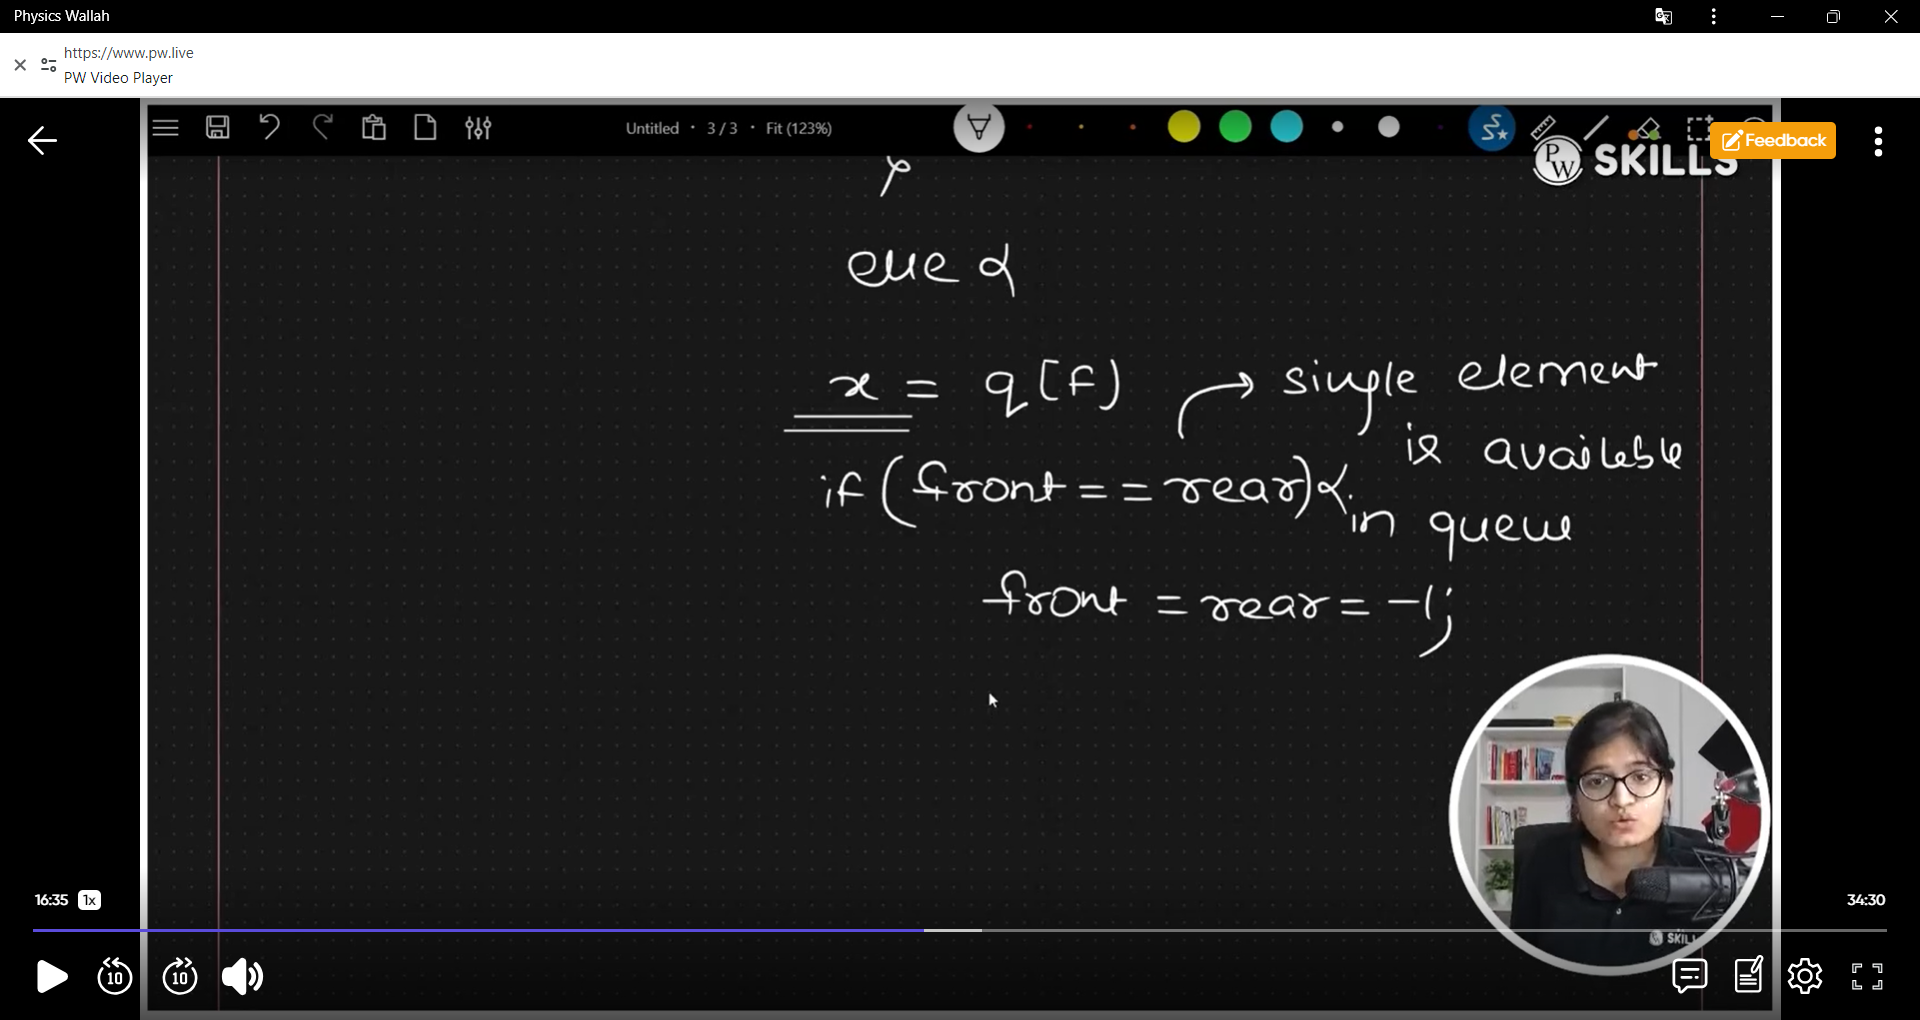 Physics Wallah
https://www.pw.live
PW Video Player
Untitled • 3 / 3 • Fit (123%)
PW SKILLS
Feedback
else {
x = q[f]
single element
is available
if (front == rear) {
in queue
front = rear = -1;
16:35 1x
34:30
SKILL
10 10